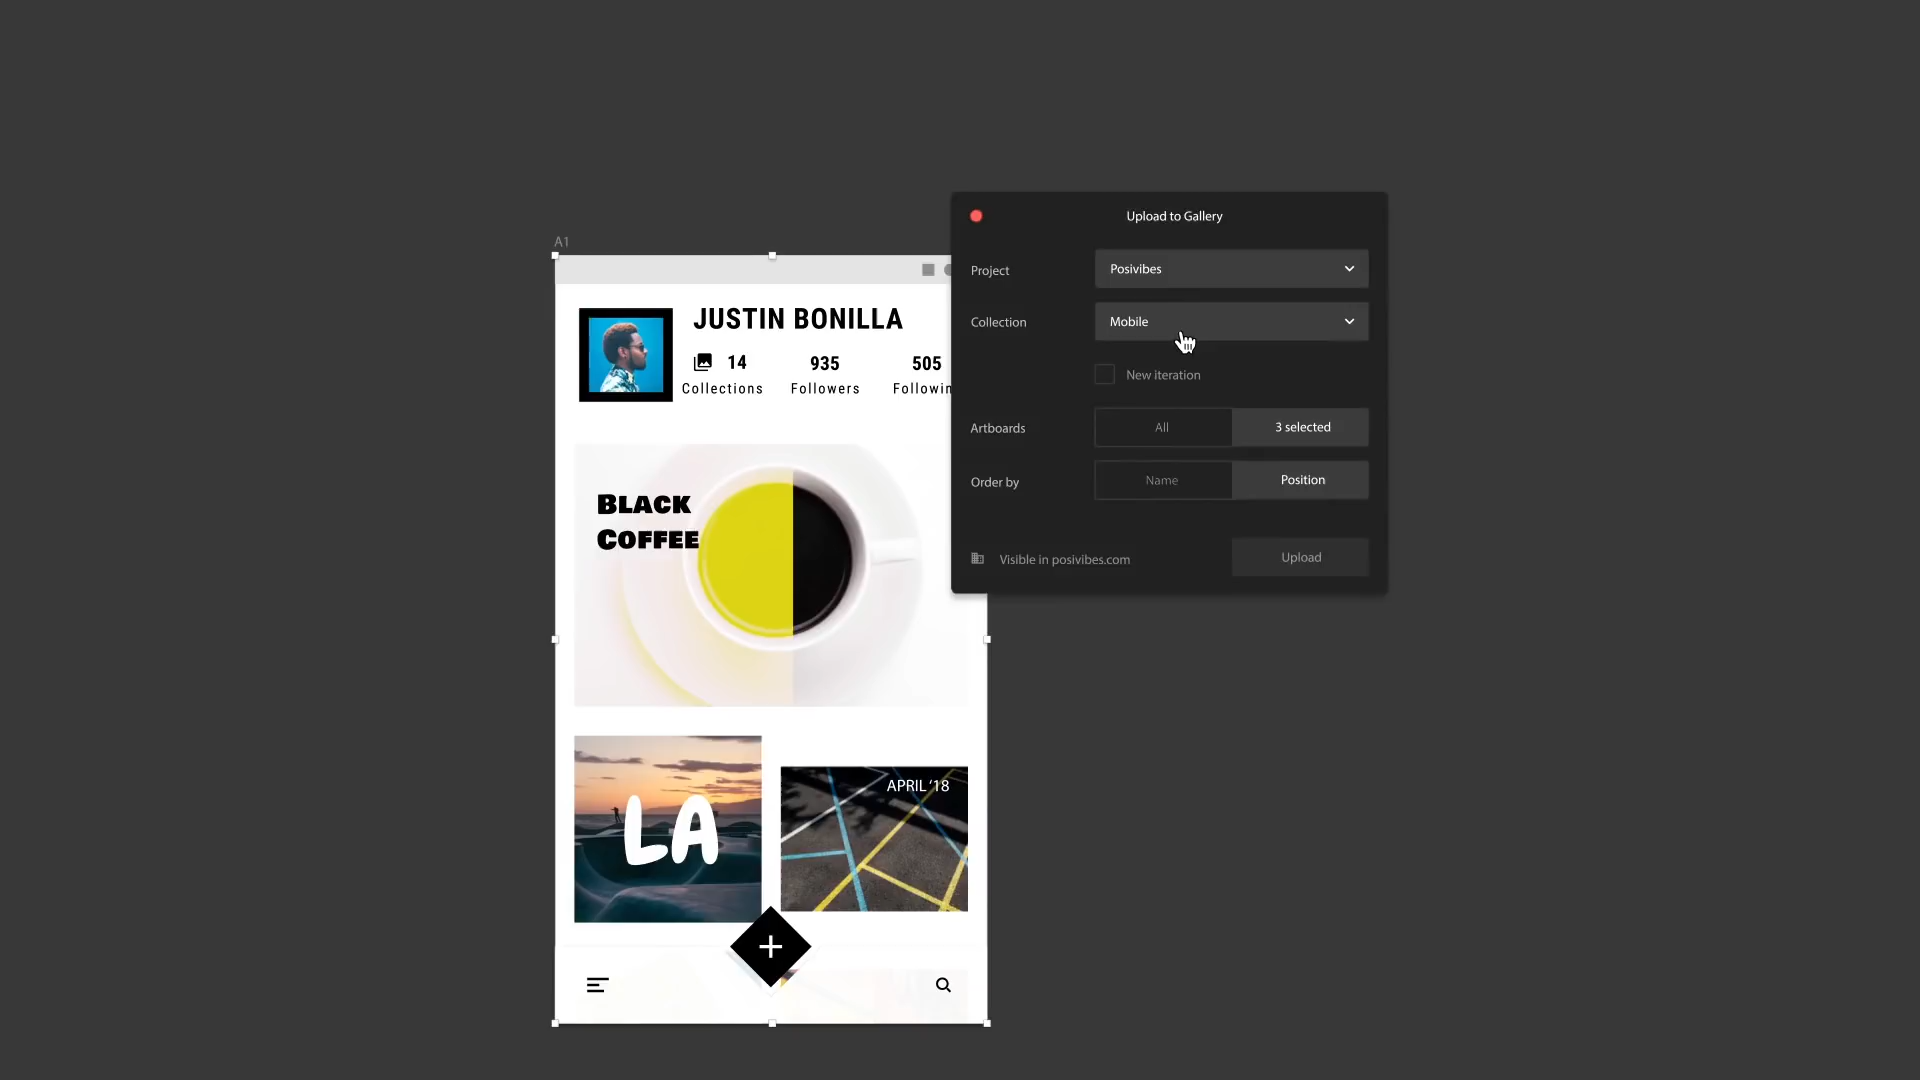 A1
JUSTIN BONILLA
14 935 505
Collections Followers Followin
BLACK
COFFEE
LA
APRIL ‘18
Upload to Gallery
Project Posivibes
Collection Mobile
New iteration
Artboards All 3 selected
Order by Name Position
Visible in posivibes.com Upload